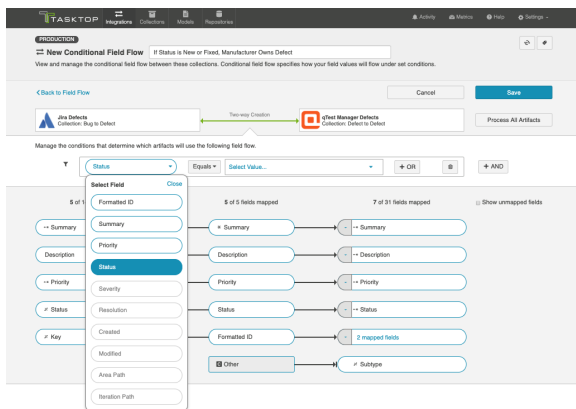 TASKTOP
Integrations
Collections
Models
Repositories
Activity
Metrics
Help
Settings
PRODUCTION
New Conditional Field Flow
If Status is New or Fixed, Manufacturer Owns Defect
View and manage the conditional field flow between these collections. Conditional field flow specifies how your field values will flow under set conditions.
Back to Field Flow
Cancel
Save
Jira Defects
Collection: Bug to Defect
Two-way Creation
qTest Manager Defects
Collection: Defect to Defect
Process All Artifacts
Manage the conditions that determine which artifacts will use the following field flow.
Status
Equals
Select Value...
+ OR
+ AND
Select Field
Close
Formatted ID
Summary
Priority
Status
Severity
Resolution
Created
Modified
Area Path
Iteration Path
5 of 5 fields mapped
7 of 31 fields mapped
Show unmapped fields
Summary
Summary
Summary
Description
Description
Description
Priority
Priority
Priority
Status
Status
Status
Key
Formatted ID
2 mapped fields
Other
Subtype